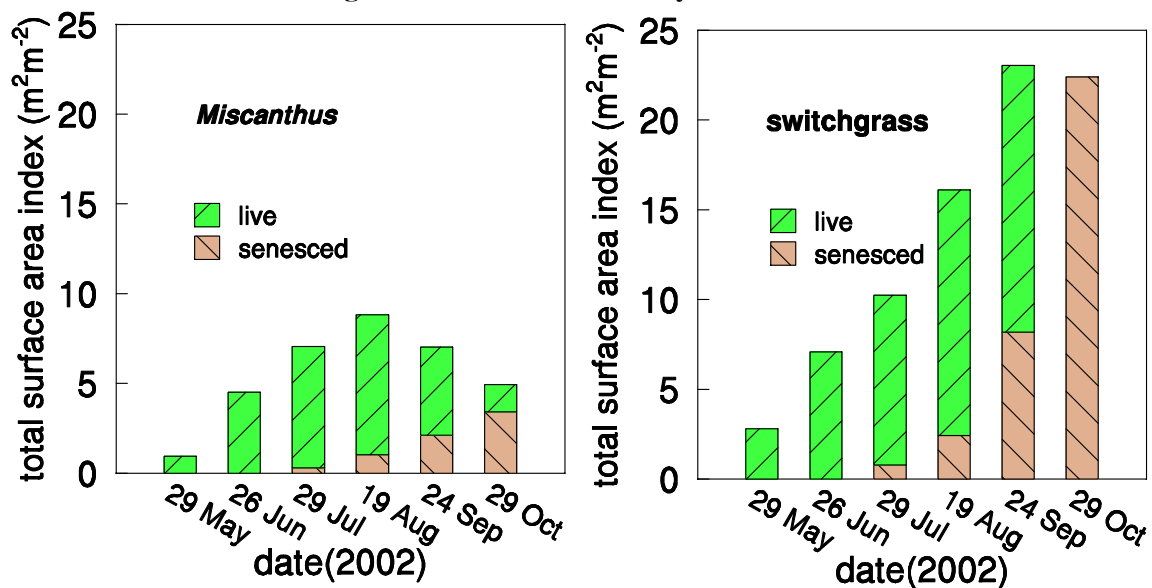 25
20
15
10
5
0
total surface area index (m²m⁻²)
Miscanthus
live
senesced
29 May
26 Jun
29 Jul
19 Aug
24 Sep
29 Oct
date(2002)
25
20
15
10
5
0
total surface area index (m²m⁻²)
switchgrass
live
senesced
29 May
26 Jun
29 Jul
19 Aug
24 Sep
29 Oct
date(2002)